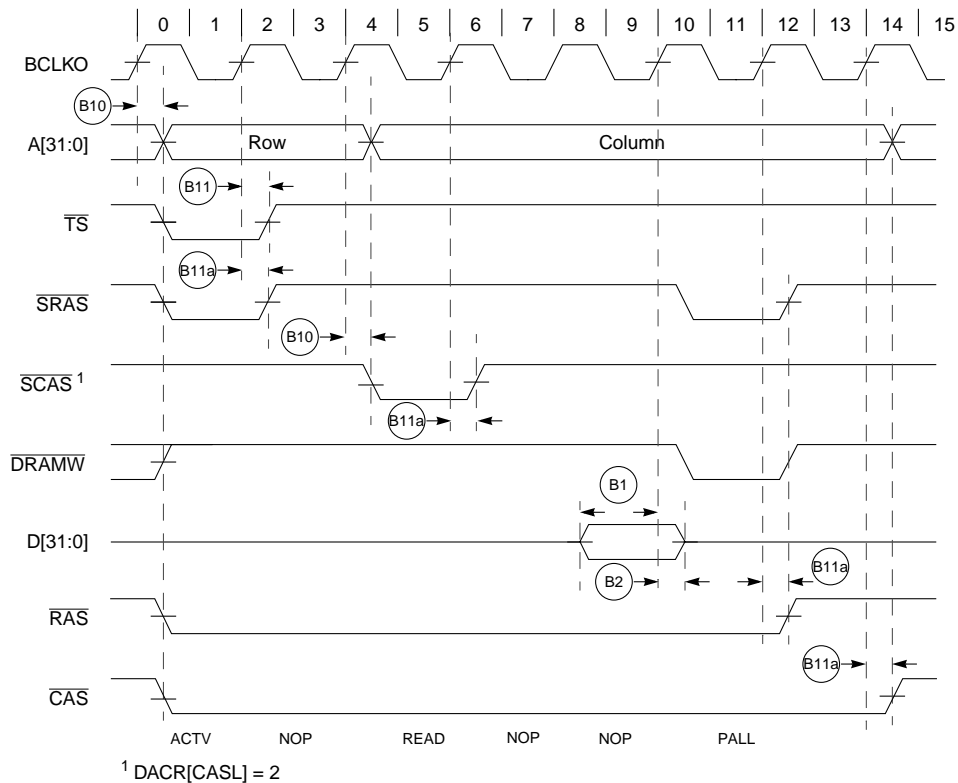 0 1 2 3 4 5 6 7 8 9 10 11 12 13 14 15
BCLKO
B10
A[31:0]
Row
Column
B11
TS
B11a
SRAS
B10
SCAS 1
B11a
DRAMW
B1
D[31:0]
B2
B11a
RAS
B11a
CAS
ACTV NOP READ NOP NOP PALL
1 DACR[CASL] = 2